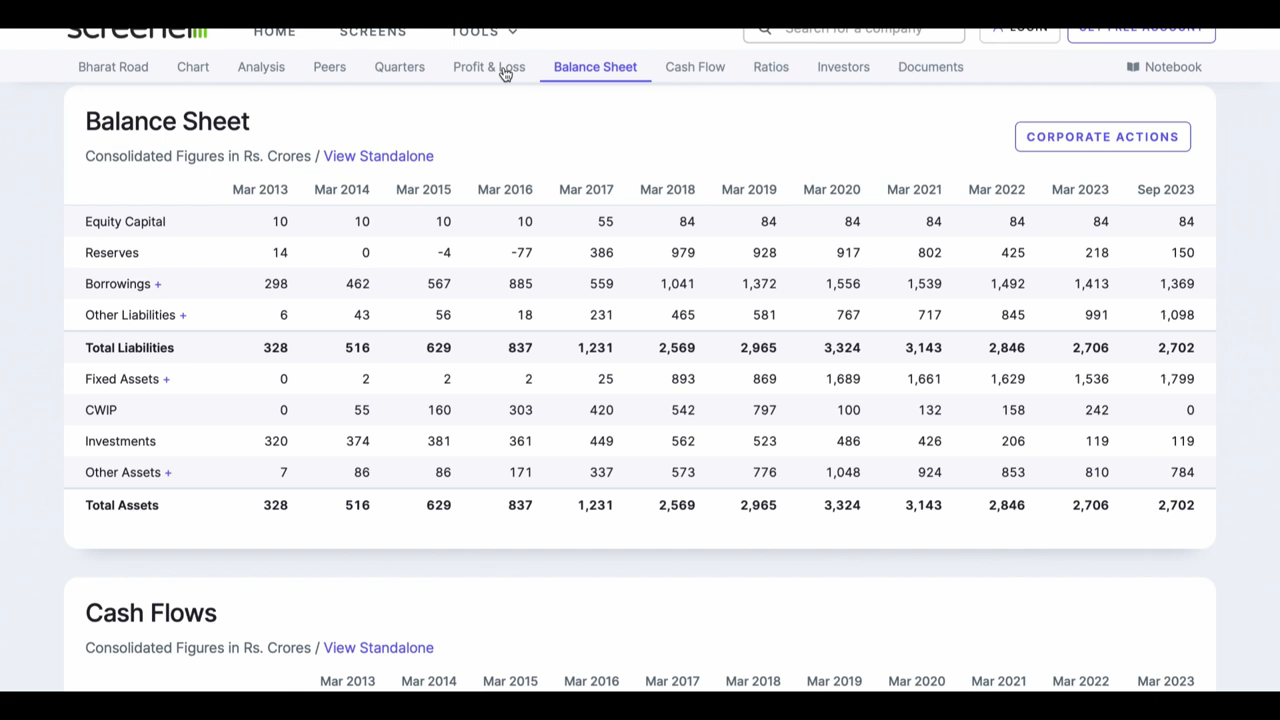 screener
HOME SCREENS TOOLS Search for a company LOGIN GET FREE ACCOUNT
Bharat Road Chart Analysis Peers Quarters Profit & Loss Balance Sheet Cash Flow Ratios Investors Documents Notebook
Balance Sheet
CORPORATE ACTIONS
Consolidated Figures in Rs. Crores / View Standalone
Mar 2013 Mar 2014 Mar 2015 Mar 2016 Mar 2017 Mar 2018 Mar 2019 Mar 2020 Mar 2021 Mar 2022 Mar 2023 Sep 2023
Equity Capital 10 10 10 10 55 84 84 84 84 84 84 84
Reserves 14 0 -4 -77 386 979 928 917 802 425 218 150
Borrowings + 298 462 567 885 559 1,041 1,372 1,556 1,539 1,492 1,413 1,369
Other Liabilities + 6 43 56 18 231 465 581 767 717 845 991 1,098
Total Liabilities 328 516 629 837 1,231 2,569 2,965 3,324 3,143 2,846 2,706 2,702
Fixed Assets + 0 2 2 2 25 893 869 1,689 1,661 1,629 1,536 1,799
CWIP 0 55 160 303 420 542 797 100 132 158 242 0
Investments 320 374 381 361 449 562 523 486 426 206 119 119
Other Assets + 7 86 86 171 337 573 776 1,048 924 853 810 784
Total Assets 328 516 629 837 1,231 2,569 2,965 3,324 3,143 2,846 2,706 2,702
Cash Flows
Consolidated Figures in Rs. Crores / View Standalone
Mar 2013 Mar 2014 Mar 2015 Mar 2016 Mar 2017 Mar 2018 Mar 2019 Mar 2020 Mar 2021 Mar 2022 Mar 2023